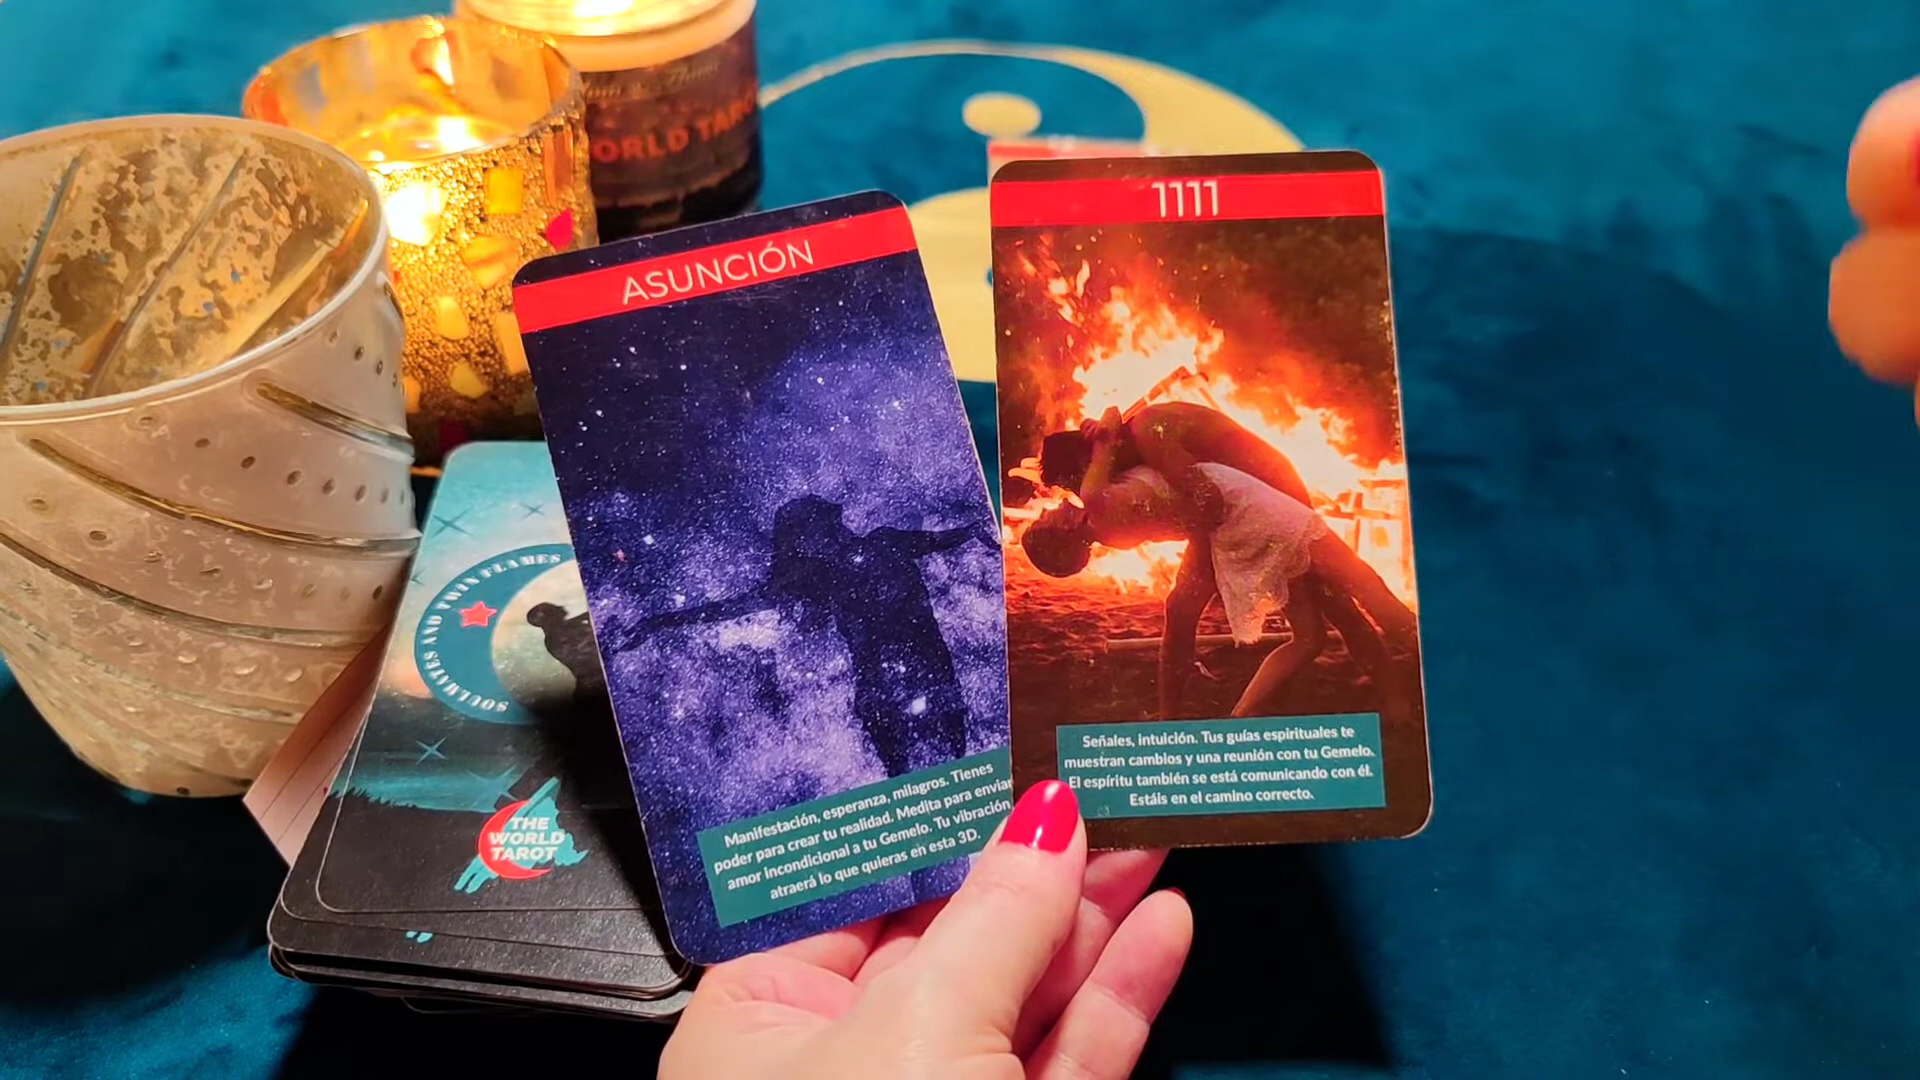 WORLD TAR
ASUNCIÓN
Manifestación, esperanza, milagros. Tienes
poder para crear tu realidad. Medita para enviar
amor incondicional a tu Gemelo. Tu vibración
atraerá lo que quieras en esta 3D.
1111
Señales, intuición. Tus guías espirituales te
muestran cambios y una reunión con tu Gemelo.
El espíritu también se está comunicando con él.
Estáis en el camino correcto.
SOULMATES AND TWIN FLAMES
THE
WORLD
TAROT